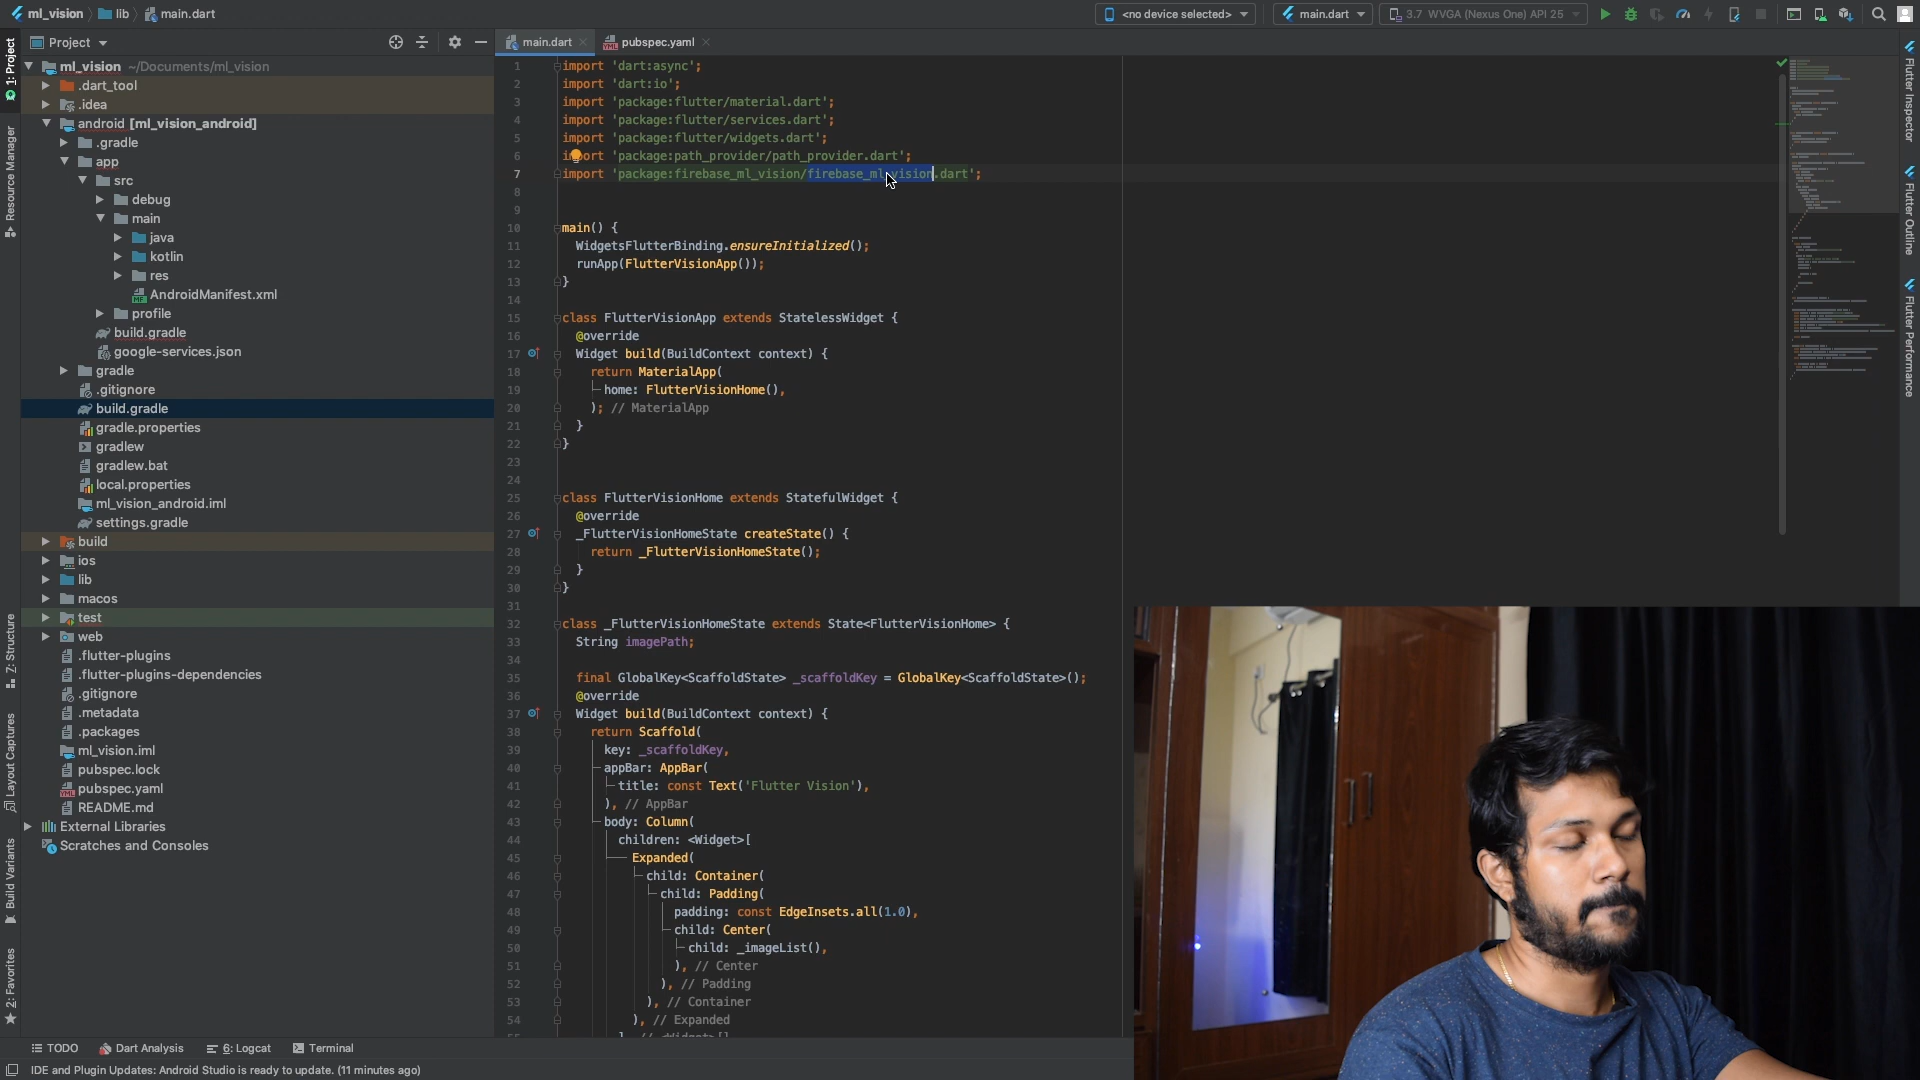 ml_vision
lib
main.dart
<no device selected>
main.dart
3.7 WVGA (Nexus One) API 25
Project
main.dart
pubspec.yaml
1: Project
Resource Manager
7: Structure
Layout Captures
Build Variants
2: Favorites
ml_vision ~/Documents/ml_vision
.dart_tool
.idea
android [ml_vision_android]
.gradle
app
src
debug
main
java
kotlin
res
AndroidManifest.xml
profile
build.gradle
google-services.json
gradle
.gitignore
build.gradle
gradle.properties
gradlew
gradlew.bat
local.properties
ml_vision_android.iml
settings.gradle
build
ios
lib
macos
test
web
.flutter-plugins
.flutter-plugins-dependencies
.gitignore
.metadata
.packages
ml_vision.iml
pubspec.lock
pubspec.yaml
README.md
External Libraries
Scratches and Consoles
1 import 'dart:async';
2 import 'dart:io';
3 import 'package:flutter/material.dart';
4 import 'package:flutter/services.dart';
5 import 'package:flutter/widgets.dart';
6 import 'package:path_provider/path_provider.dart';
7 import 'package:firebase_ml_vision/firebase_ml_vision.dart';
8
9
10 main() {
11 WidgetsFlutterBinding.ensureInitialized();
12 runApp(FlutterVisionApp());
13 }
14
15 class FlutterVisionApp extends StatelessWidget {
16 @override
17 Widget build(BuildContext context) {
18 return MaterialApp(
19 home: FlutterVisionHome(),
20 ); // MaterialApp
21 }
22 }
23
24
25 class FlutterVisionHome extends StatefulWidget {
26 @override
27 _FlutterVisionHomeState createState() {
28 return _FlutterVisionHomeState();
29 }
30 }
31
32 class _FlutterVisionHomeState extends State<FlutterVisionHome> {
33 String imagePath;
34
35 final GlobalKey<ScaffoldState> _scaffoldKey = GlobalKey<ScaffoldState>();
36 @override
37 Widget build(BuildContext context) {
38 return Scaffold(
39 key: _scaffoldKey,
40 appBar: AppBar(
41 title: const Text('Flutter Vision'),
42 ), // AppBar
43 body: Column(
44 children: <Widget>[
45 Expanded(
46 child: Container(
47 child: Padding(
48 padding: const EdgeInsets.all(1.0),
49 child: Center(
50 child: _imageList(),
51 ), // Center
52 ), // Padding
53 ), // Container
54 ), // Expanded
Flutter Inspector
Flutter Outline
Flutter Performance
TODO
Dart Analysis
6: Logcat
Terminal
IDE and Plugin Updates: Android Studio is ready to update. (11 minutes ago)